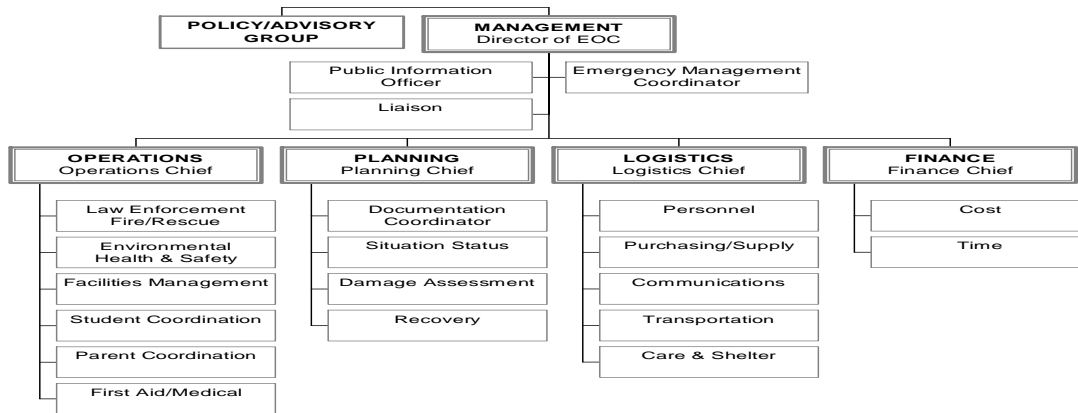 POLICY/ADVISORY
GROUP
MANAGEMENT
Director of EOC
Public Information
Officer
Emergency Management
Coordinator
Liaison
OPERATIONS
Operations Chief
Law Enforcement
Fire/Rescue
Environmental
Health & Safety
Facilities Management
Student Coordination
Parent Coordination
First Aid/Medical
PLANNING
Planning Chief
Documentation
Coordinator
Situation Status
Damage Assessment
Recovery
LOGISTICS
Logistics Chief
Personnel
Purchasing/Supply
Communications
Transportation
Care & Shelter
FINANCE
Finance Chief
Cost
Time